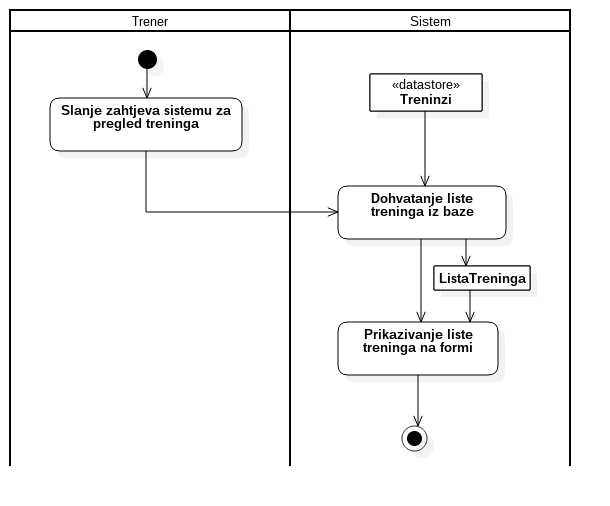 Trener
Sistem
Slanje zahtjeva sistemu za
pregled treninga
«datastore»
Treninzi
Dohvatanje liste
treninga iz baze
ListaTreninga
Prikazivanje liste
treninga na formi